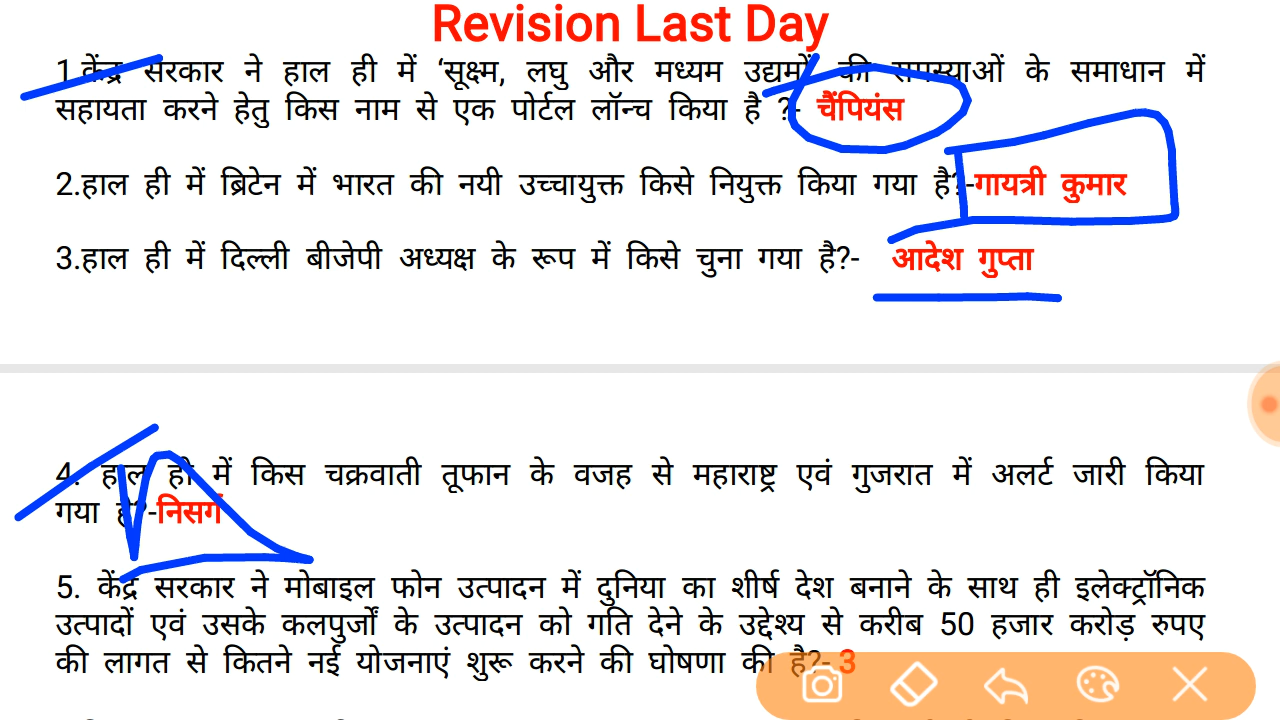 Revision Last Day
1.केंद्र सरकार ने हाल ही में ‘सूक्ष्म, लघु और मध्यम उद्यमों की समस्याओं के समाधान में
सहायता करने हेतु किस नाम से एक पोर्टल लॉन्च किया है ?- चैंपियंस
2.हाल ही में ब्रिटेन में भारत की नयी उच्चायुक्त किसे नियुक्त किया गया है?-गायत्री कुमार
3.हाल ही में दिल्ली बीजेपी अध्यक्ष के रूप में किसे चुना गया है?- आदेश गुप्ता
4. हाल ही में किस चक्रवाती तूफान के वजह से महाराष्ट्र एवं गुजरात में अलर्ट जारी किया
गया है?-निसर्ग
5. केंद्र सरकार ने मोबाइल फोन उत्पादन में दुनिया का शीर्ष देश बनाने के साथ ही इलेक्ट्रॉनिक
उत्पादों एवं उसके कलपुर्जों के उत्पादन को गति देने के उद्देश्य से करीब 50 हजार करोड़ रुपए
की लागत से कितने नई योजनाएं शुरू करने की घोषणा की है?- 3